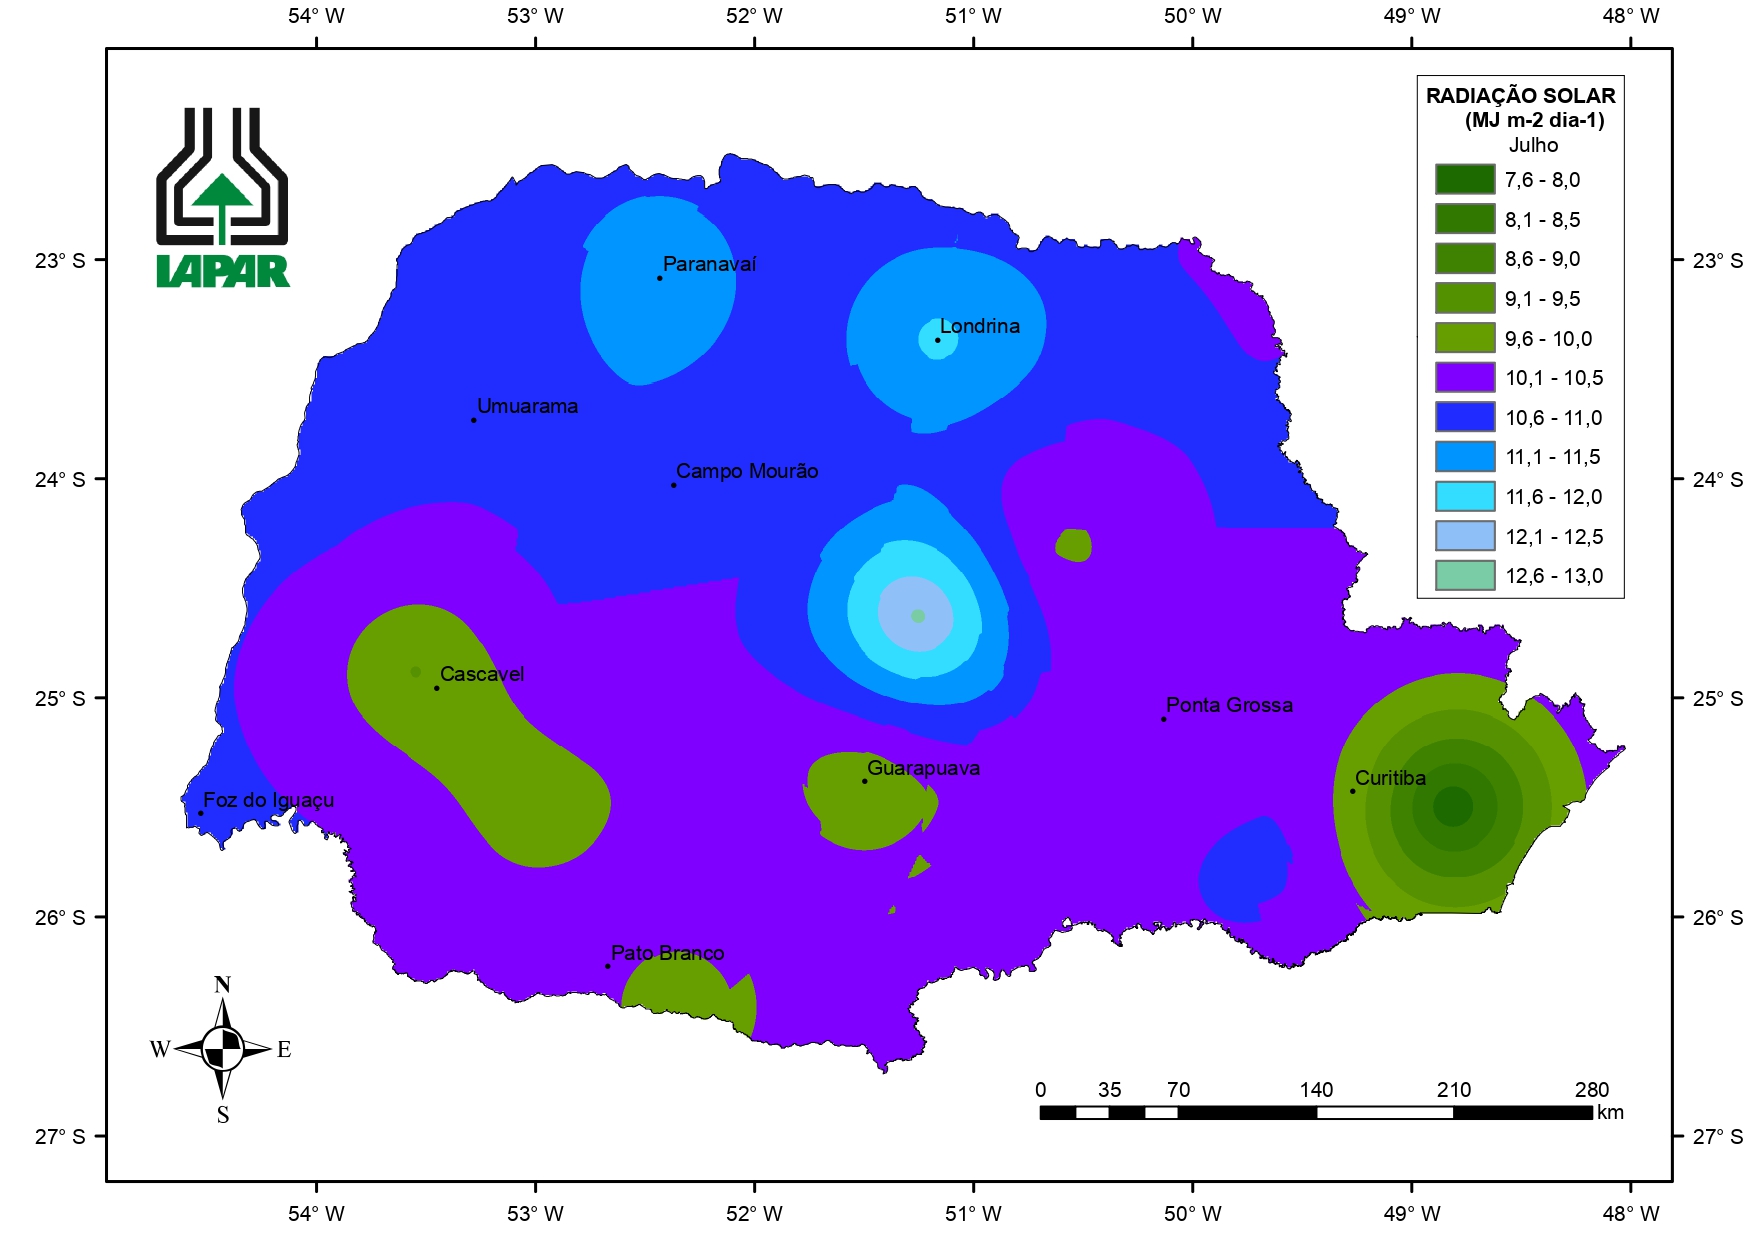 54° W 53° W 52° W 51° W 50° W 49° W 48° W
RADIAÇÃO SOLAR
(MJ m-2 dia-1)
Julho
7,6 - 8,0
8,1 - 8,5
8,6 - 9,0
9,1 - 9,5
9,6 - 10,0
10,1 - 10,5
10,6 - 11,0
11,1 - 11,5
11,6 - 12,0
12,1 - 12,5
12,6 - 13,0
IAPAR
23° S 23° S
Paranavaí
Londrina
Umuarama
Campo Mourão
24° S 24° S
Cascavel
25° S 25° S
Ponta Grossa
Guarapuava
Curitiba
Foz do Iguaçu
26° S 26° S
Pato Branco
N
W E
S
0 35 70 140 210 280
km
27° S 27° S
54° W 53° W 52° W 51° W 50° W 49° W 48° W